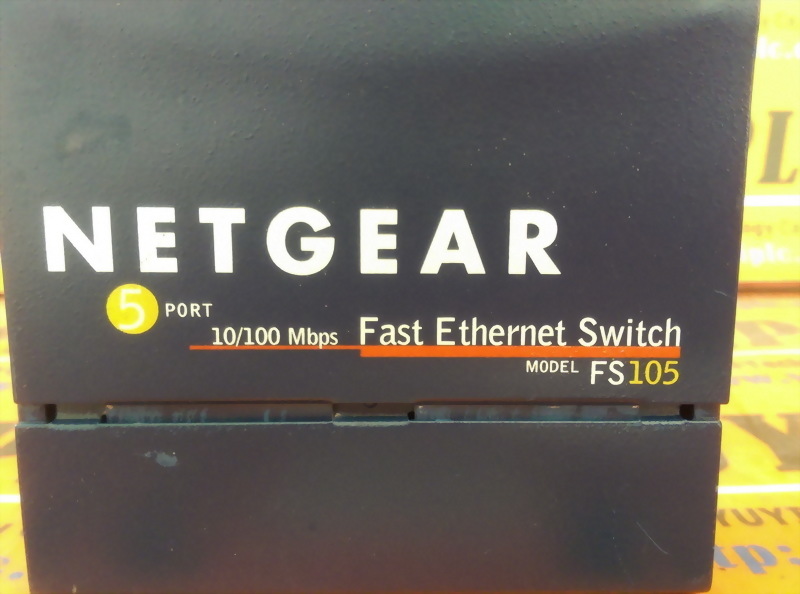 NETGEAR
5 PORT
10/100 Mbps Fast Ethernet Switch
MODEL FS105